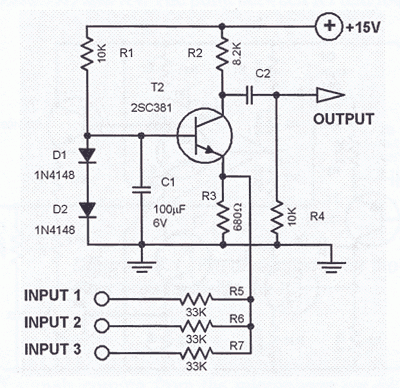 +15V
R1
10K
R2
8.2K
T2
2SC381
C2
OUTPUT
D1
1N4148
C1
100µF
6V
D2
1N4148
R3
680Ω
10K
R4
INPUT 1
R5
33K
INPUT 2
R6
33K
INPUT 3
R7
33K